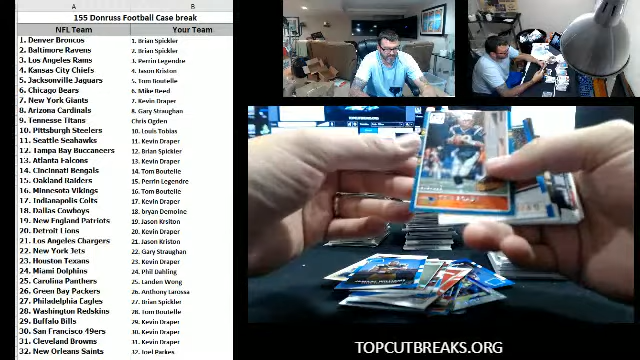 A B
155 Donruss Football Case break
NFL Team Your Team
1. Denver Broncos 1. Brian Spickler
2. Baltimore Ravens 2. Brian Spickler
3. Los Angeles Rams 3. Perrin Legendre
4. Kansas City Chiefs 4. Jason Kriston
5. Jacksonville Jaguars 5. Tom Boutelle
6. Chicago Bears 6. Mike Reed
7. New York Giants 7. Kevin Draper
8. Arizona Cardinals 8. Gary Straughan
9. Tennesse Titans Chris Ogden
10. Pittsburgh Steelers 10. Louis Tobias
11. Seattle Seahawks 11. Kevin Draper
12. Tampa Bay Buccaneers 12. Brian Spickler
13. Atlanta Falcons 13. Kevin Draper
14. Cincinnati Bengals 14. Tom Boutelle
15. Oakland Raiders 15. Perrin Legendre
16. Minnesota Vikings 16. Tom Boutelle
17. Indianapolis Colts 17. Kevin Draper
18. Dallas Cowboys 18. bryan Demoine
19. New England Patriots 19. Jason Kriston
20. Detroit Lions 20. Kevin Draper
21. Los Angeles Chargers 21. Jason Kriston
22. New York Jets 22. Gary Straughan
23. Houston Texans 23. Kevin Draper
24. Miami Dolphins 24. Phil Dahling
25. Carolina Panthers 25. Landen Wong
26. Green Bay Packers 26. Anthony Larossa
27. Philadelphia Eagles 27. Brian Spickler
28. Washington Redskins 28. Tom Boutelle
29. Buffalo Bills 29. Kevin Draper
30. San Francisco 49ers 30. Kevin Draper
31. Cleveland Browns 31. Kevin Draper
32. New Orleans Saints 32. Joel Parkes
TOPCUTBREAKS.ORG